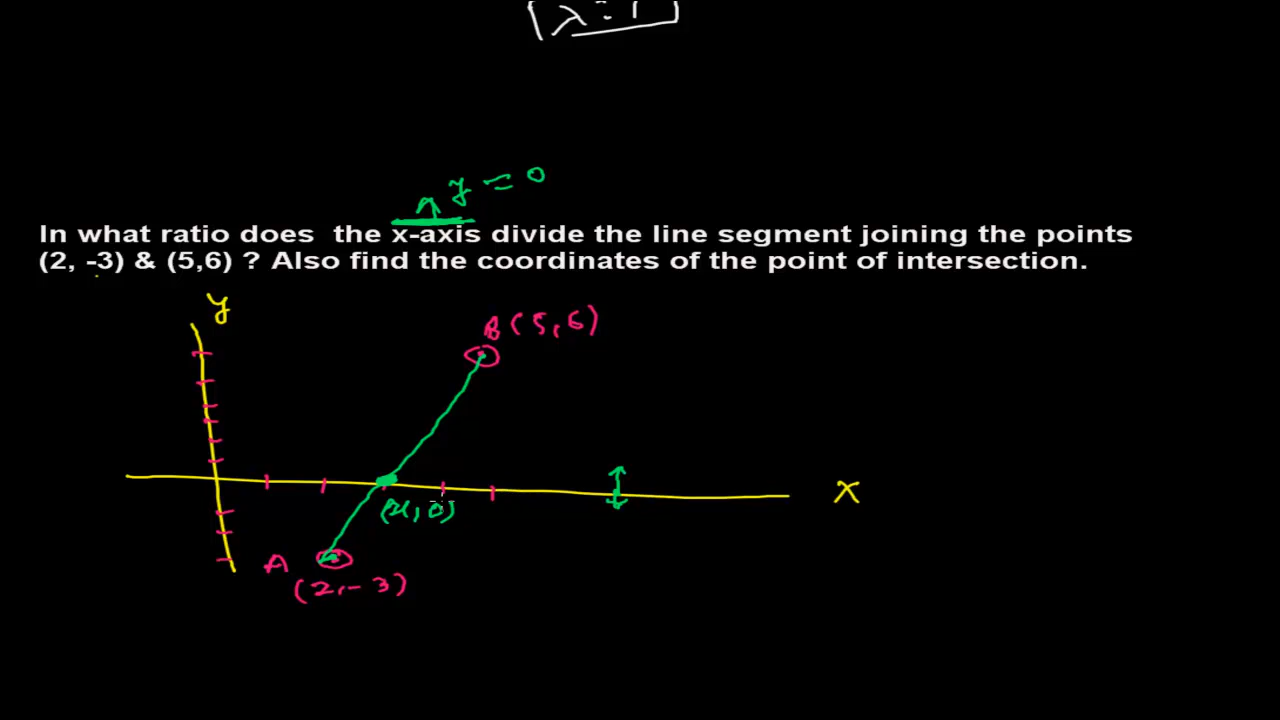 λ : 1
y = 0
In what ratio does the x-axis divide the line segment joining the points
(2, -3) & (5,6) ? Also find the coordinates of the point of intersection.
y
B (5,6)
X
(x, 0)
A
(2,-3)